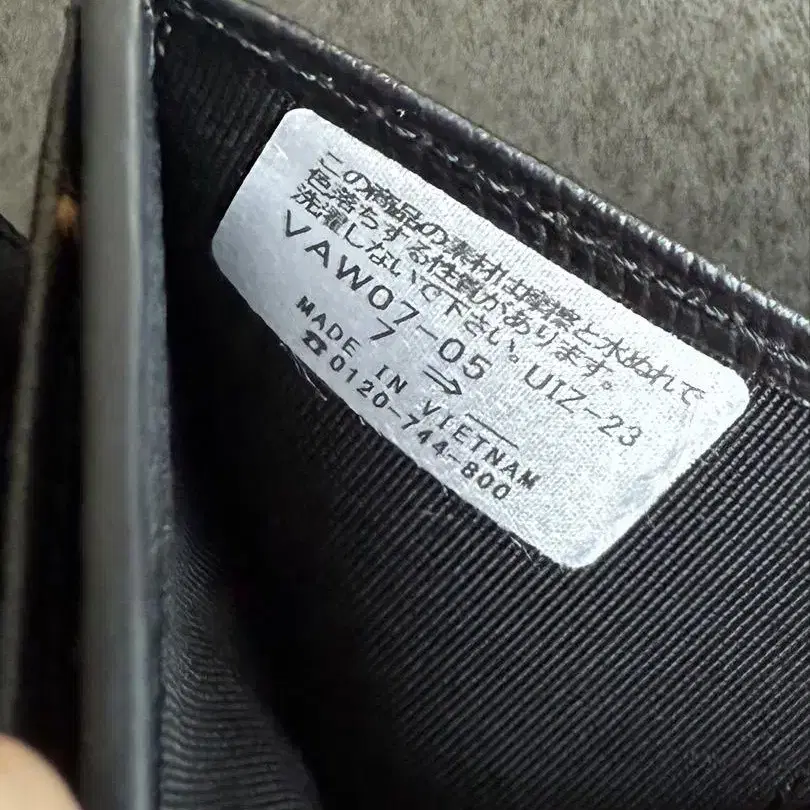 この商品の素材は摩擦と水ぬれで
色落ちする性質があります。
洗濯しないで下さい。 UIZ-23
VAW07-05
7 ⇒
MADE IN VIETNAM
☎0120-744-800